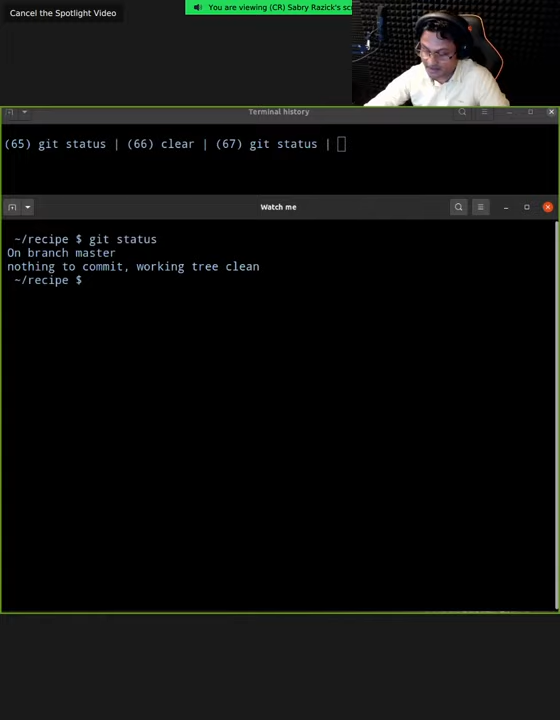 Cancel the Spotlight Video
You are viewing (CR) Sabry Razick's sc
Terminal history
(65) git status | (66) clear | (67) git status |
Watch me
~/recipe $ git status
On branch master
nothing to commit, working tree clean
~/recipe $